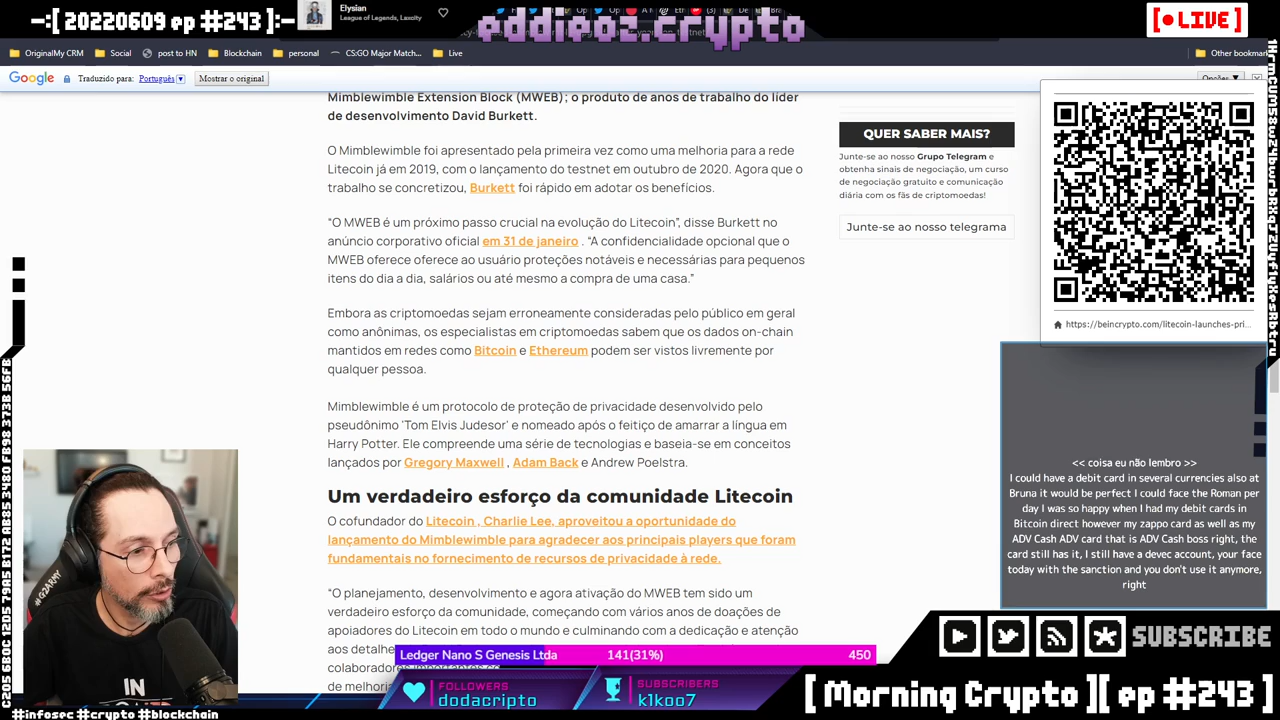 -:[ 20220609 ep #243 ]:-
Elysian
League of Legends, Laxcity
eddieoz.crypto
[●LIVE]
OriginalMy CRM
Social
post to HN
Blockchain
personal
CS:GO Major Match...
Live
Other bookmar
Google
Traduzido para:
Português
Mostrar o original
Opções ▼
Mimblewimble Extension Block (MWEB); o produto de anos de trabalho do líder
de desenvolvimento David Burkett.
O Mimblewimble foi apresentado pela primeira vez como uma melhoria para a rede
Litecoin já em 2019, com o lançamento do testnet em outubro de 2020. Agora que o
trabalho se concretizou, Burkett foi rápido em adotar os benefícios.
“O MWEB é um próximo passo crucial na evolução do Litecoin”, disse Burkett no
anúncio corporativo oficial em 31 de janeiro . “A confidencialidade opcional que o
MWEB oferece oferece ao usuário proteções notáveis e necessárias para pequenos
itens do dia a dia, salários ou até mesmo a compra de uma casa.”
Embora as criptomoedas sejam erroneamente consideradas pelo público em geral
como anônimas, os especialistas em criptomoedas sabem que os dados on-chain
mantidos em redes como Bitcoin e Ethereum podem ser vistos livremente por
qualquer pessoa.
Mimblewimble é um protocolo de proteção de privacidade desenvolvido pelo
pseudônimo 'Tom Elvis Judesor' e nomeado após o feitiço de amarrar a língua em
Harry Potter. Ele compreende uma série de tecnologias e baseia-se em conceitos
lançados por Gregory Maxwell , Adam Back e Andrew Poelstra.
Um verdadeiro esforço da comunidade Litecoin
O cofundador do Litecoin , Charlie Lee, aproveitou a oportunidade do
lançamento do Mimblewimble para agradecer aos principais players que foram
fundamentais no fornecimento de recursos de privacidade à rede.
“O planejamento, desenvolvimento e agora ativação do MWEB tem sido um
verdadeiro esforço da comunidade, começando com vários anos de doações de
apoiadores do Litecoin em todo o mundo e culminando com a dedicação e atenção
aos detalhe
colaboradores importantes co
de melhoria
QUER SABER MAIS?
Junte-se ao nosso Grupo Telegram e
obtenha sinais de negociação, um curso
de negociação gratuito e comunicação
diária com os fãs de criptomoedas!
Junte-se ao nosso telegrama
https://beincrypto.com/litecoin-launches-pri...
<< coisa eu não lembro >>
I could have a debit card in several currencies also at
Bruna it would be perfect I could face the Roman per
day I was so happy when I had my debit cards in
Bitcoin direct however my zappo card as well as my
ADV Cash ADV card that is ADV Cash boss right, the
card still has it, I still have a devec account, your face
today with the sanction and you don't use it anymore,
right
#G2ARMY
IN
Ledger Nano S Genesis Ltda
141(31%)
450
FOLLOWERS
dodacripto
SUBSCRIBERS
k1koo7
SUBSCRIBE
[ Morning Crypto ][ ep #243 ]
#infosec #crypto #blockchain